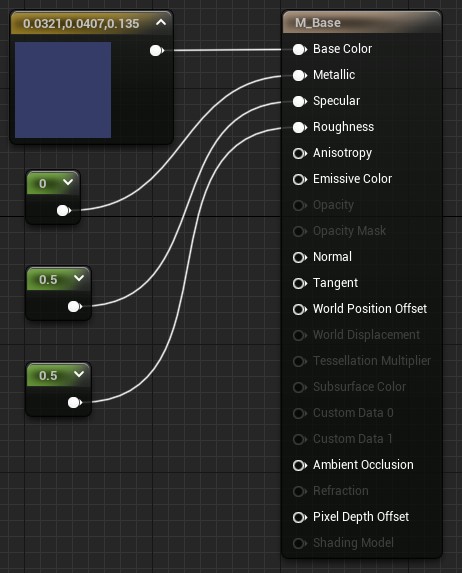 0.0321,0.0407,0.135
M_Base
Base Color
Metallic
Specular
Roughness
Anisotropy
0
Emissive Color
Opacity
Opacity Mask
Normal
0.5
Tangent
World Position Offset
World Displacement
Tessellation Multiplier
0.5
Subsurface Color
Custom Data 0
Custom Data 1
Ambient Occlusion
Refraction
Pixel Depth Offset
Shading Model